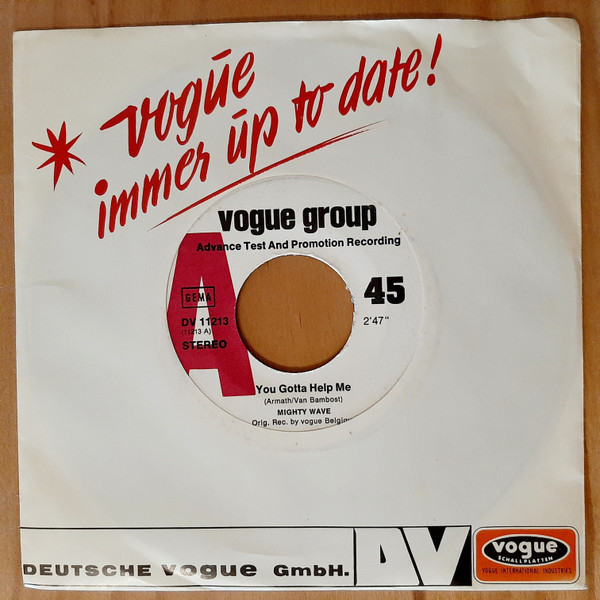 vogue
immer up to date!
vogue group
Advance Test And Promotion Recording
A
GEMA
45
DV 11213
2'47"
(11213 A)
STEREO
You Gotta Help Me
(Armath/Van Bambost)
MIGHTY WAVE
Orig. Rec. by vogue Belgiu
DEUTSCHE vogue GmbH.
DV
vogue
SCHALLPLATTEN
VOGUE INTERNATIONAL INDUSTRIES